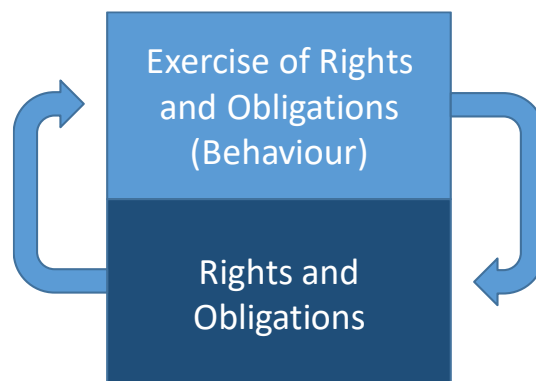 Exercise of Rights
and Obligations
(Behaviour)
Rights and
Obligations